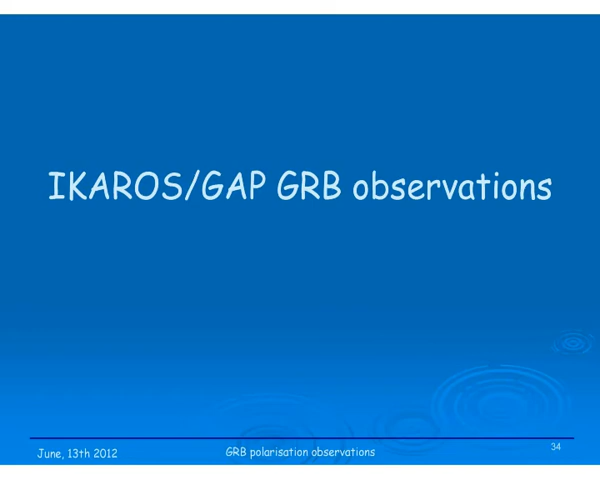 IKAROS/GAP GRB observations
June, 13th 2012
GRB polarisation observations
34